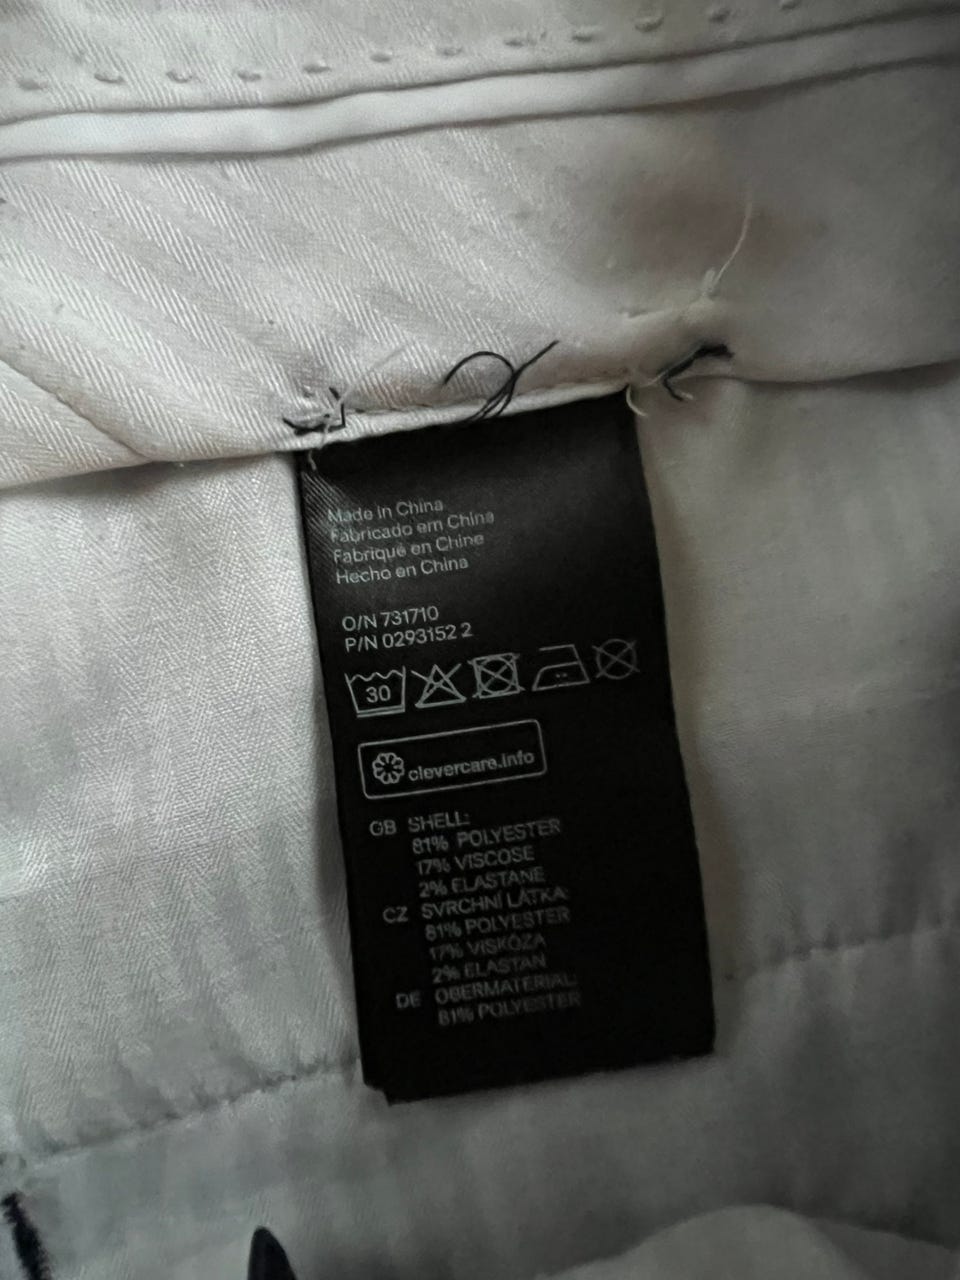 Made in China
Fabricado em China
Fabriqué en Chine
Hecho en China
O/N 731710
P/N 0293152 2
30
clevercare.info
GB SHELL:
81% POLYESTER
17% VISCOSE
2% ELASTANE
CZ SVRCHNÍ LÁTKA:
81% POLYESTER
17% VISKÓZA
2% ELASTAN
DE OBERMATERIAL:
81% POLYESTER